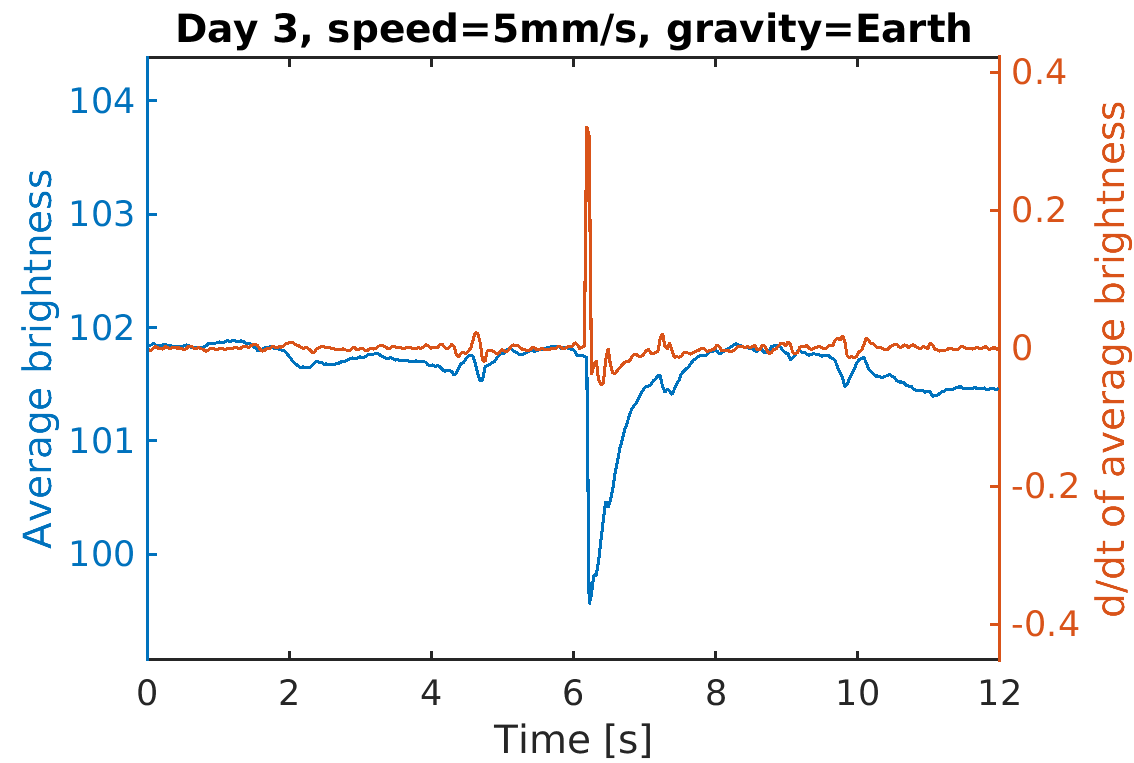 Day 3, speed=5mm/s, gravity=Earth
Average brightness
104
103
102
101
100
0.4
0.2
0
-0.2
-0.4
d/dt of average brightness
0 2 4 6 8 10 12
Time [s]